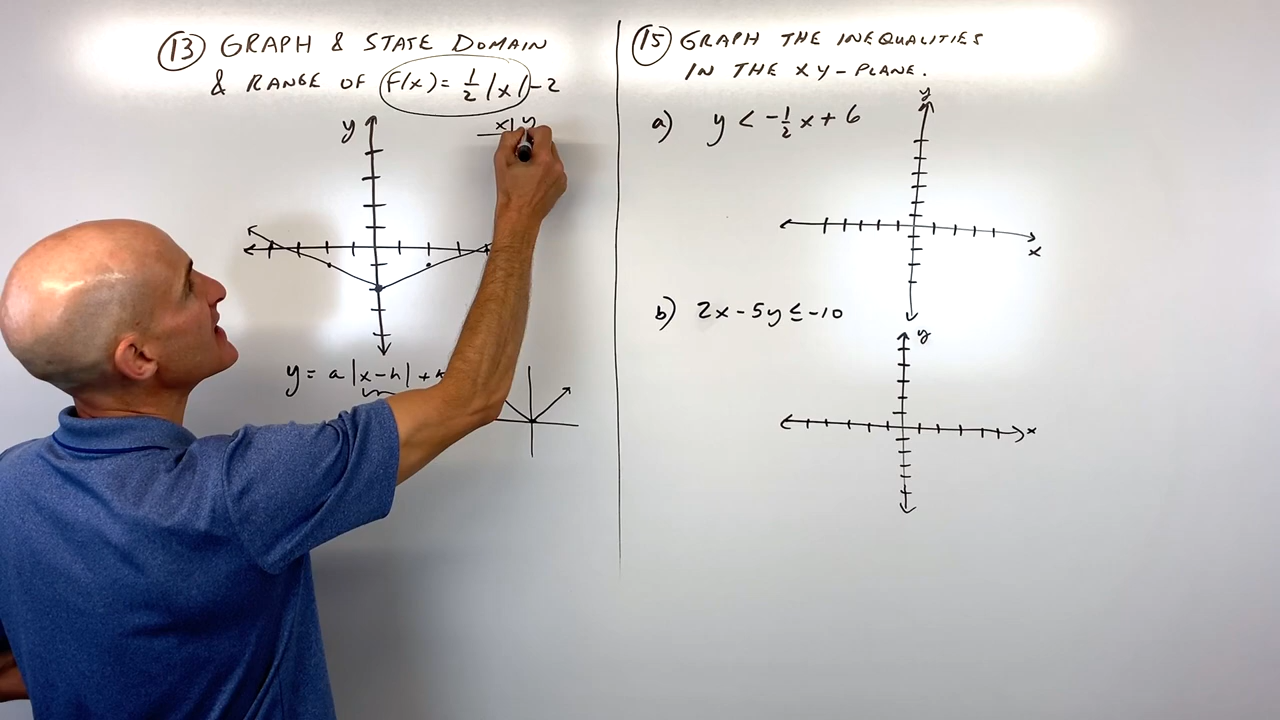 13 GRAPH & STATE DOMAIN
& RANGE OF f(x) = 1/2 |x| - 2
x | y
y
y = a |x - h| +
15 GRAPH THE INEQUALITIES
IN THE XY-PLANE.
a) y < -1/2 x + 6
y
x
b) 2x - 5y ≤ -10
y
x